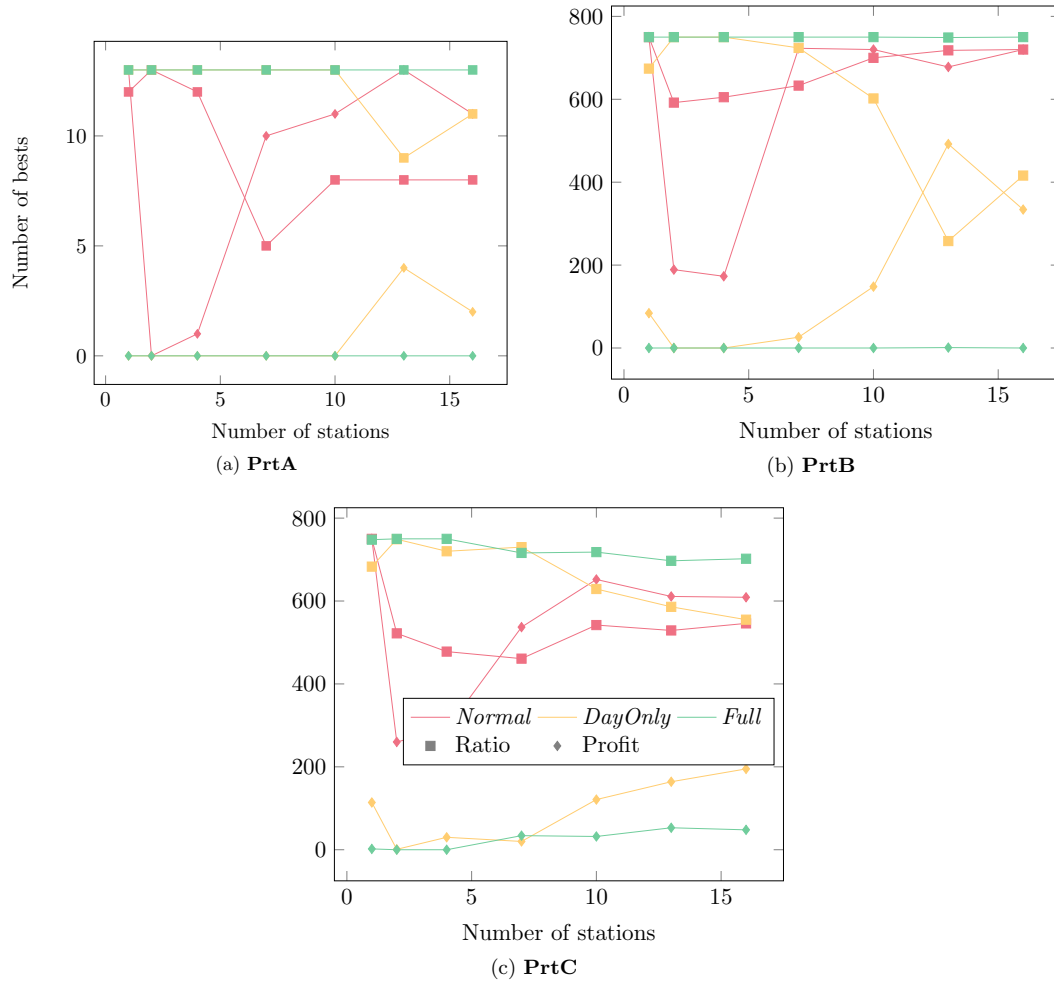 Number of bests
10
5
0
0
5
10
15
Number of stations
(a) PrtA
800
600
400
200
0
0
5
10
15
Number of stations
(b) PrtB
800
600
400
200
0
Normal DayOnly Full
Ratio Profit
0
5
10
15
Number of stations
(c) PrtC